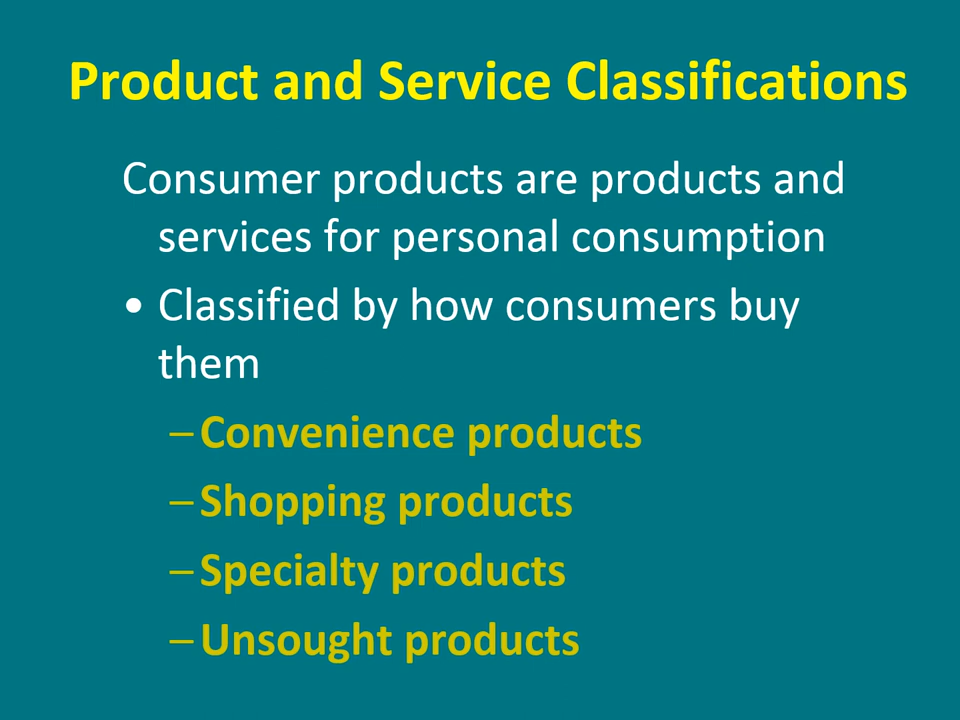 Product and Service Classifications
Consumer products are products and
services for personal consumption
• Classified by how consumers buy
them
–Convenience products
–Shopping products
–Specialty products
–Unsought products